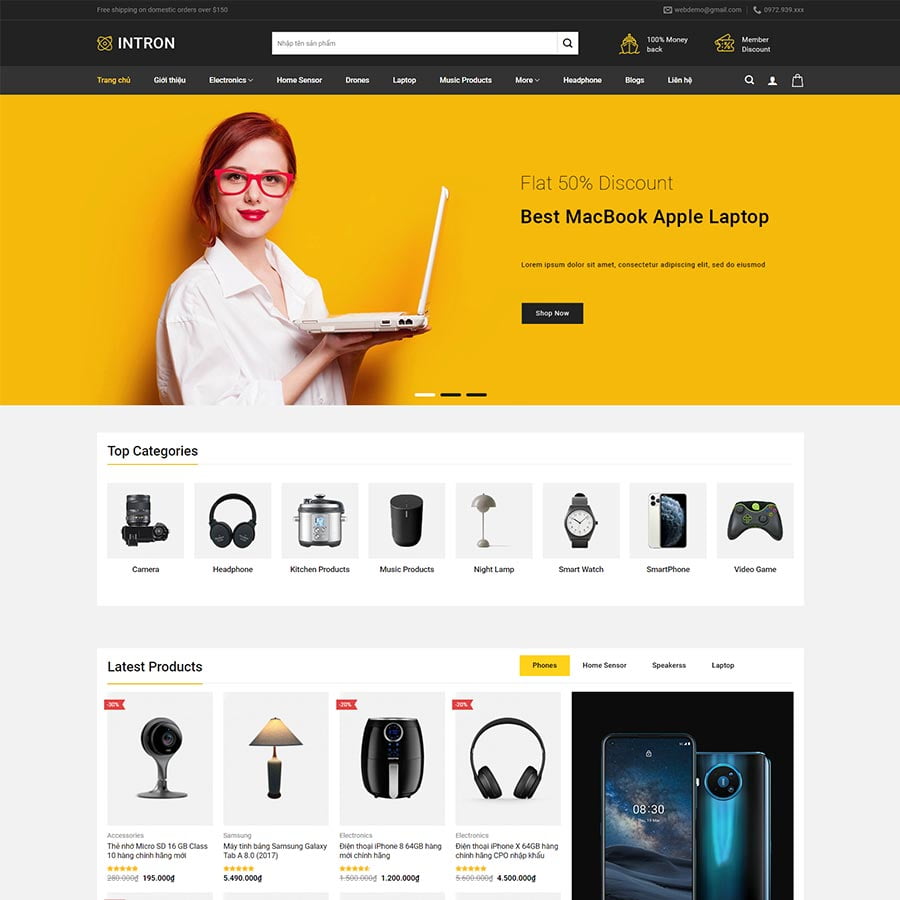 Free shipping on domestic orders over $150
webdemo@gmail.com
0972.939.xxx
INTRON
Nhập tên sản phẩm
100% Money
back
Member
Discount
Trang chủ
Giới thiệu
Electronics
Home Sensor
Drones
Laptop
Music Products
More
Headphone
Blogs
Liên hệ
Flat 50% Discount
Best MacBook Apple Laptop
Lorem ipsum dolor sit amet, consectetur adipiscing elit, sed do eiusmod
Shop Now
Top Categories
Camera
Headphone
Kitchen Products
Music Products
Night Lamp
Smart Watch
SmartPhone
Video Game
Latest Products
Phones
Home Sensor
Speakerss
Laptop
-30%
Accessories
Thẻ nhớ Micro SD 16 GB Class
10 hàng chính hãng mới
280.000₫ 195.000₫
Samsung
Máy tính bảng Samsung Galaxy
Tab A 8.0 (2017)
5.490.000₫
-20%
Electronics
Điện thoại iPhone 8 64GB hàng
mới chính hãng
1.500.000₫ 1.200.000₫
-20%
Electronics
Điện thoại iPhone X 64GB hàng
chính hãng CPO nhập khẩu
5.600.000₫ 4.500.000₫
08:30